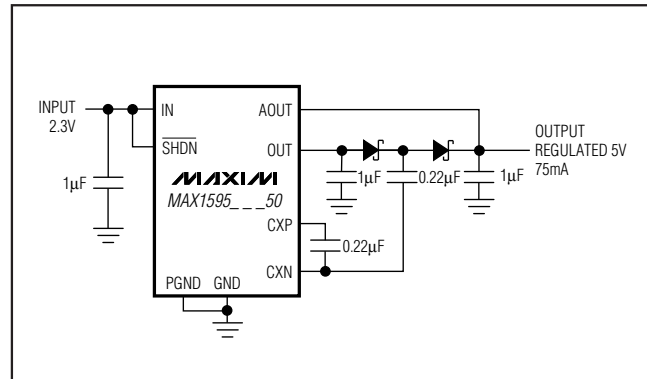 INPUT
2.3V
IN
SHDN
AOUT
OUT
MAXIM
MAX1595_ _ _50
CXP
CXN
PGND GND
1µF
1µF
0.22µF
1µF
0.22µF
OUTPUT
REGULATED 5V
75mA